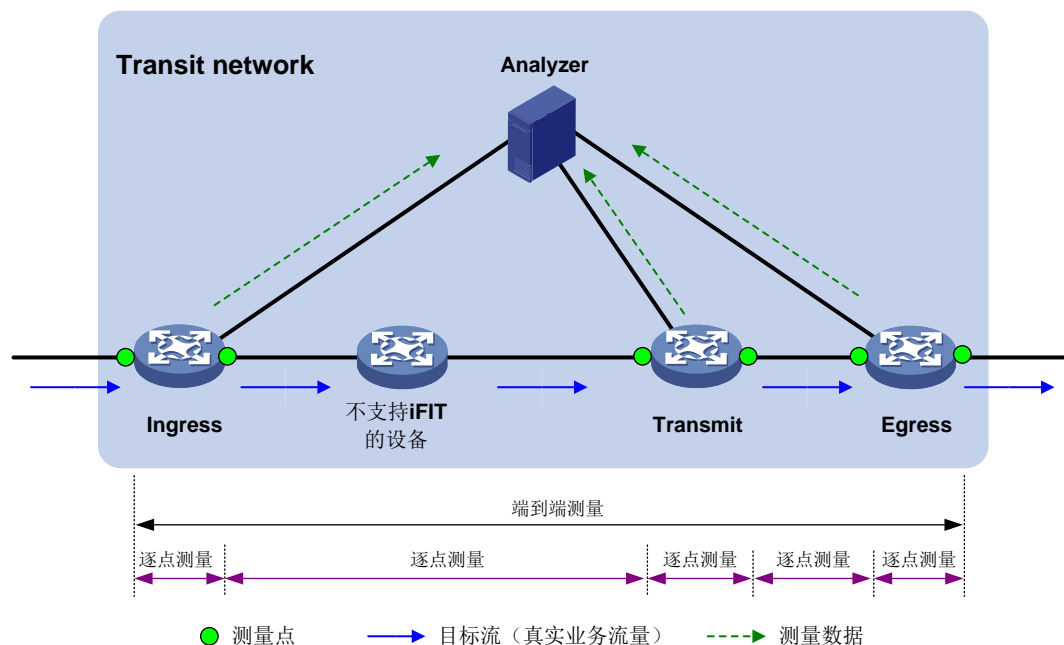 Transit network
Analyzer
Ingress
不支持iFIT
的设备
Transmit
Egress
端到端测量
逐点测量
逐点测量
逐点测量
逐点测量
逐点测量
测量点
目标流（真实业务流量）
测量数据